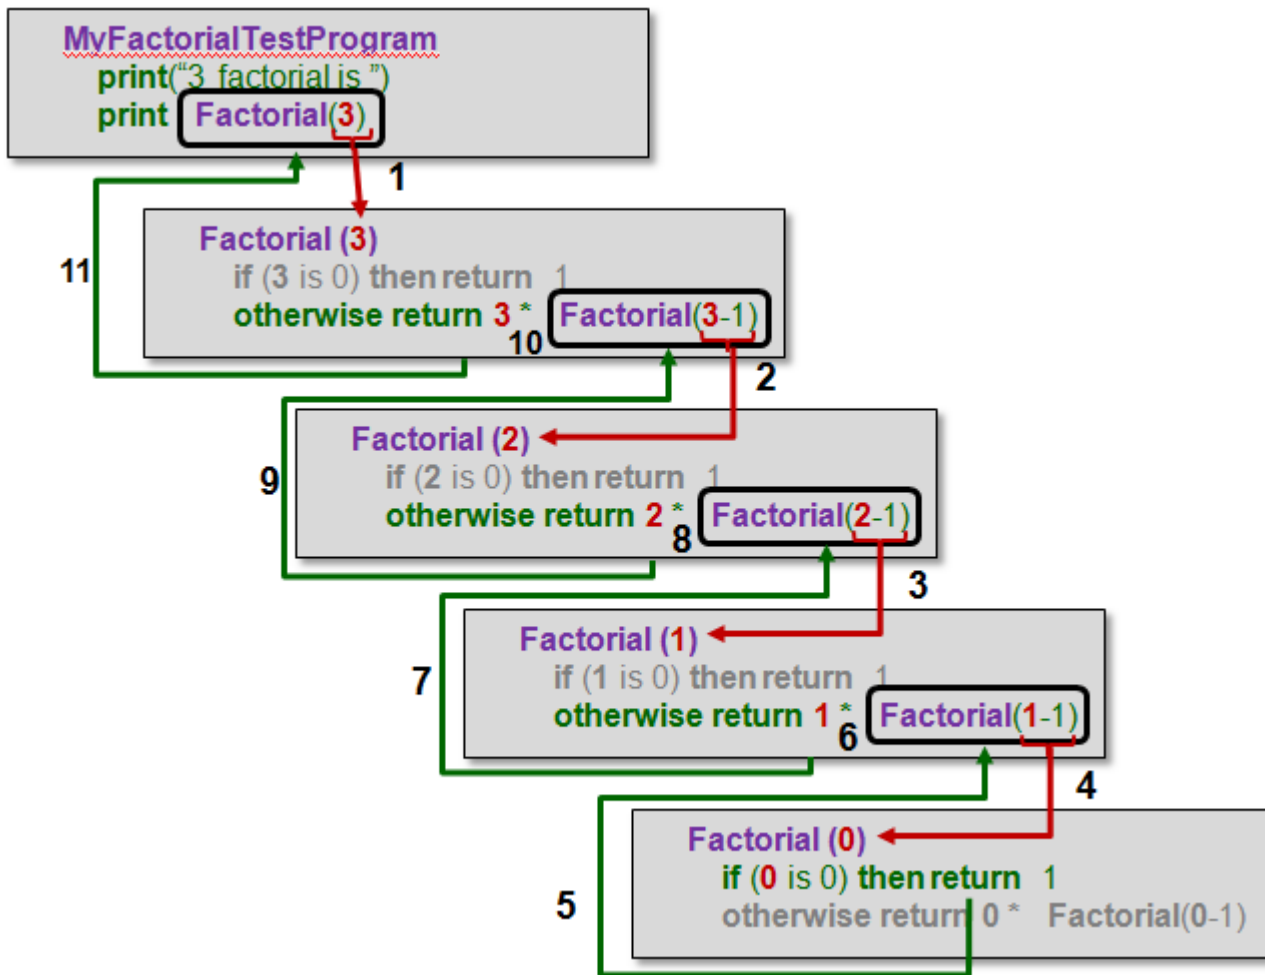 MyFactorialTestProgram
print(“3 factorial is ”)
print Factorial(3)
1
Factorial (3)
11
if (3 is 0) then return 1
otherwise return 3 * Factorial(3-1)
10
2
Factorial (2)
9
if (2 is 0) then return 1
otherwise return 2 * Factorial(2-1)
8
3
Factorial (1)
7
if (1 is 0) then return 1
otherwise return 1 * Factorial(1-1)
6
4
Factorial (0)
5
if (0 is 0) then return 1
otherwise return 0 * Factorial(0-1)